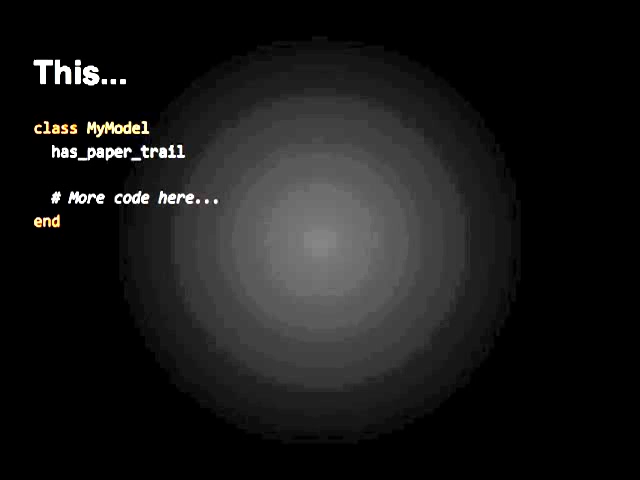 This...
class MyModel
  has_paper_trail
  # More code here...
end